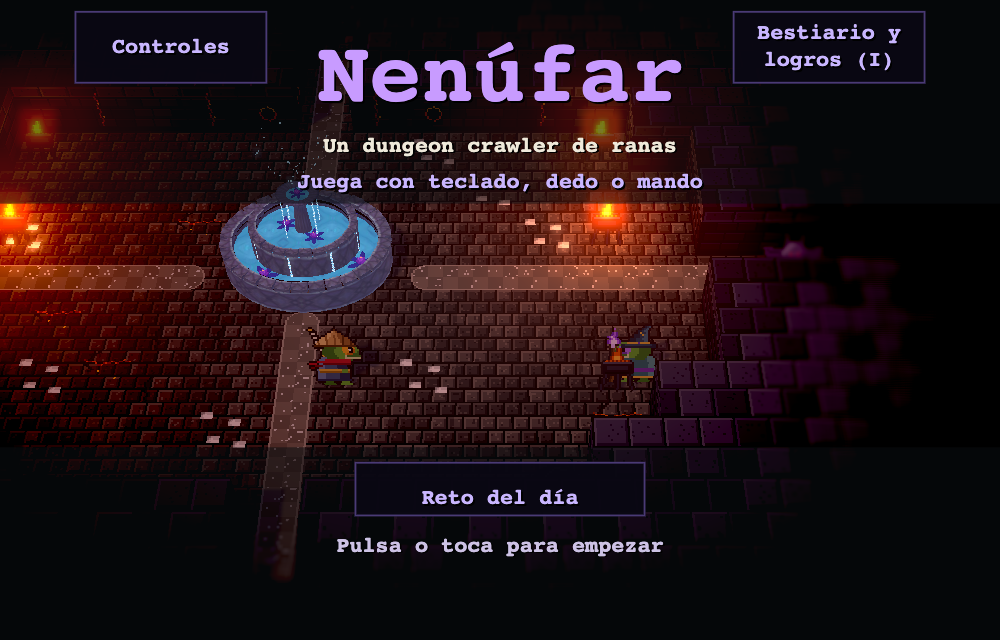 Controles
Bestiario y
logros (I)
Nenúfar
Un dungeon crawler de ranas
Juega con teclado, dedo o mando
Reto del día
Pulsa o toca para empezar